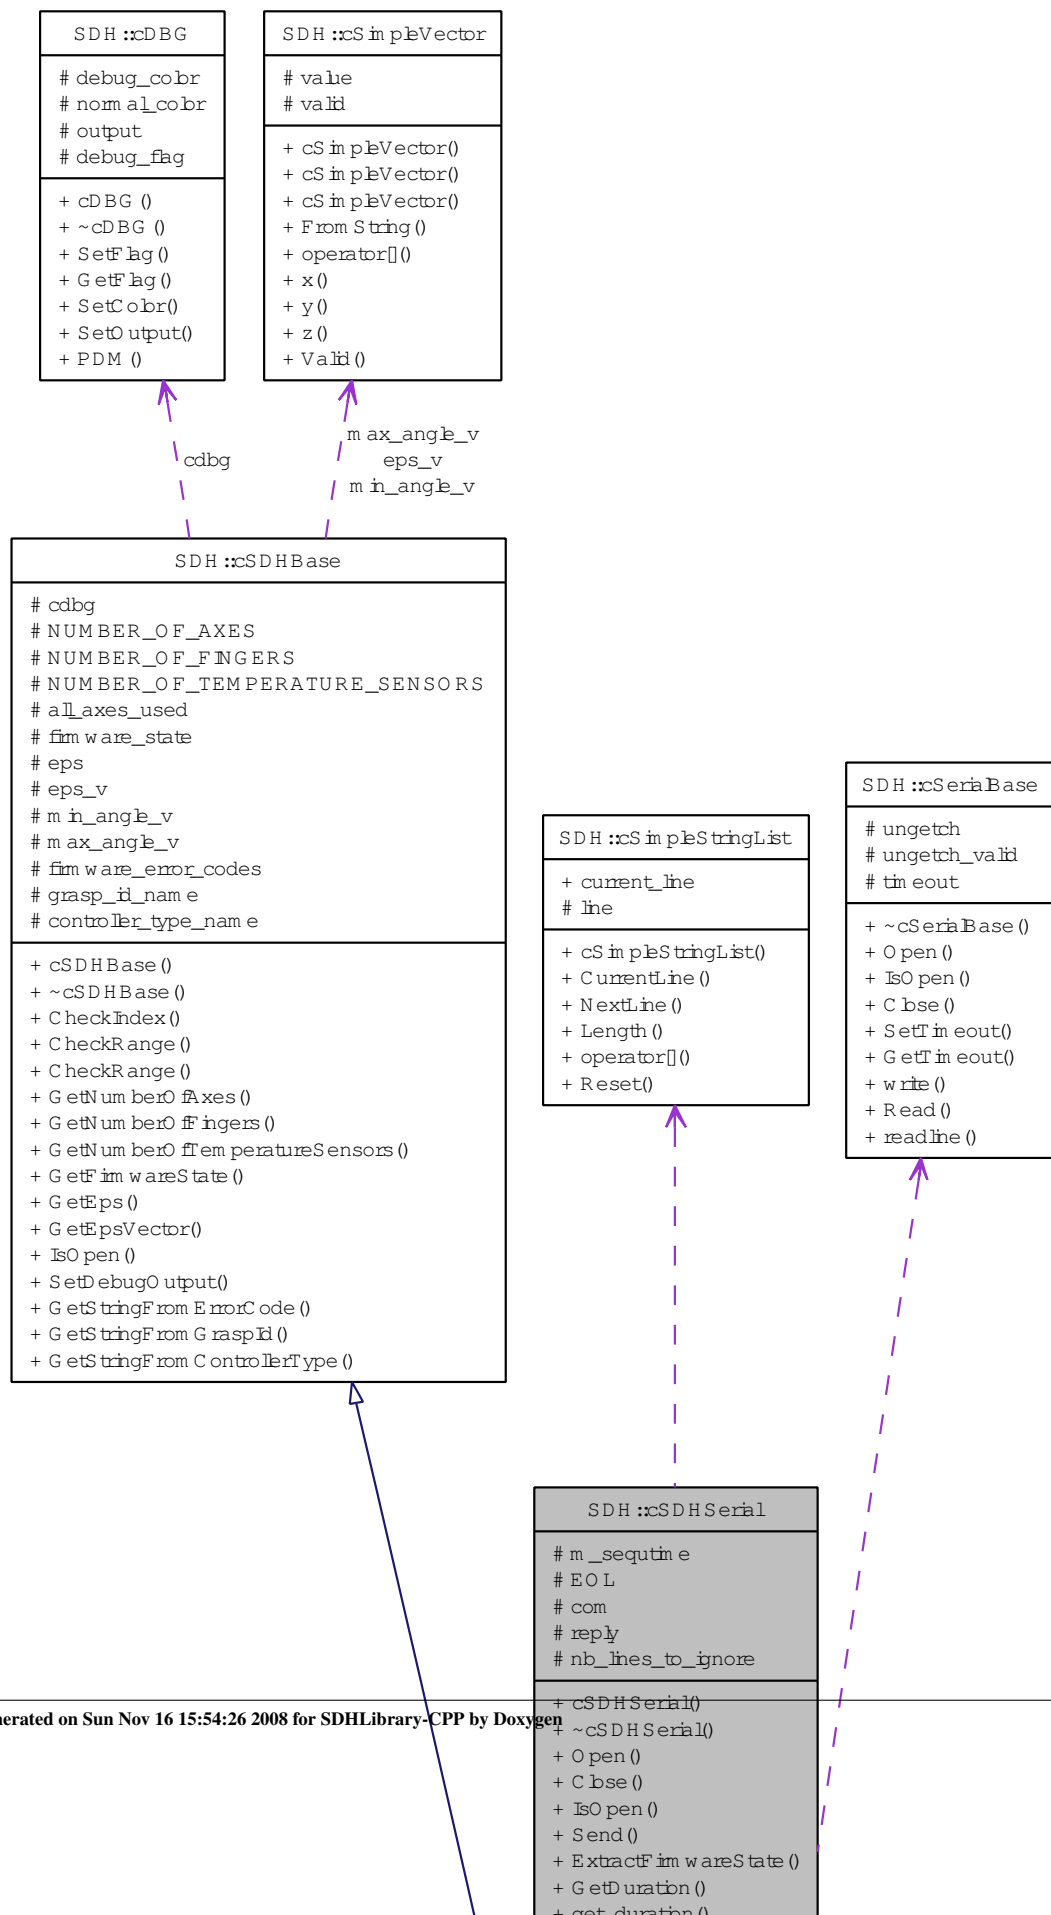 SDH::cDBG
# debug_color
# normal_color
# output
# debug_flag
+ cDBG()
+ ~cDBG()
+ SetFlag()
+ GetFlag()
+ SetColor()
+ SetOutput()
+ PDM()
SDH::cSimpleVector
# value
# valid
+ cSimpleVector()
+ cSimpleVector()
+ cSimpleVector()
+ FromString()
+ operator[]()
+ x()
+ y()
+ z()
+ Valid()
cdbg
max_angle_v
eps_v
min_angle_v
SDH::cSDHBase
# cdbg
# NUMBER_OF_AXES
# NUMBER_OF_FINGERS
# NUMBER_OF_TEMPERATURE_SENSORS
# all_axes_used
# firmware_state
# eps
# eps_v
# min_angle_v
# max_angle_v
# firmware_error_codes
# grasp_id_name
# controller_type_name
+ cSDHBase()
+ ~cSDHBase()
+ CheckIndex()
+ CheckRange()
+ CheckRange()
+ GetNumberOfAxes()
+ GetNumberOfFingers()
+ GetNumberOfTemperatureSensors()
+ GetFirmwareState()
+ GetEps()
+ GetEpsVector()
+ IsOpen()
+ SetDebugOutput()
+ GetStringFromErrorCode()
+ GetStringFromGraspId()
+ GetStringFromControllerType()
SDH::cSimpleStringList
+ current_line
# line
+ cSimpleStringList()
+ CurrentLine()
+ NextLine()
+ Length()
+ operator[]()
+ Reset()
SDH::cSerialBase
# ungetch
# ungetch_valid
# timeout
+ ~cSerialBase()
+ Open()
+ IsOpen()
+ Close()
+ SetTimeout()
+ GetTimeout()
+ write()
+ Read()
+ readline()
SDH::cSDHSerial
# m_sequtime
# EOL
# com
# reply
# nb_lines_to_ignore
+ cSDHSerial()
+ ~cSDHSerial()
+ Open()
+ Close()
+ IsOpen()
+ Send()
+ ExtractFirmwareState()
+ GetDuration()
+ get_duration()
nerated on Sun Nov 16 15:54:26 2008 for SDHLibrary-CPP by Doxygen